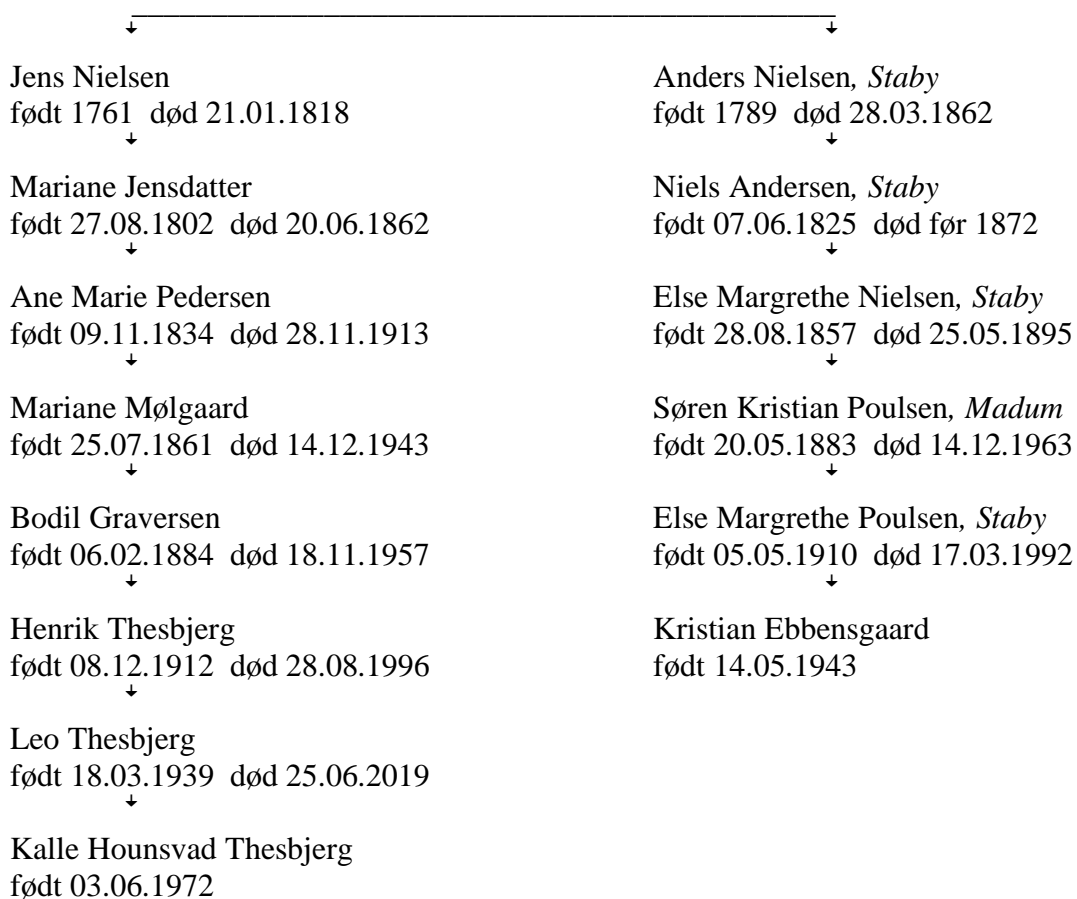 Jens Nielsen
født 1761 død 21.01.1818
Mariane Jensdatter
født 27.08.1802 død 20.06.1862
Ane Marie Pedersen
født 09.11.1834 død 28.11.1913
Mariane Mølgaard
født 25.07.1861 død 14.12.1943
Bodil Graversen
født 06.02.1884 død 18.11.1957
Henrik Thesbjerg
født 08.12.1912 død 28.08.1996
Leo Thesbjerg
født 18.03.1939 død 25.06.2019
Kalle Hounsvad Thesbjerg
født 03.06.1972
Anders Nielsen, Staby
født 1789 død 28.03.1862
Niels Andersen, Staby
født 07.06.1825 død før 1872
Else Margrethe Nielsen, Staby
født 28.08.1857 død 25.05.1895
Søren Kristian Poulsen, Madum
født 20.05.1883 død 14.12.1963
Else Margrethe Poulsen, Staby
født 05.05.1910 død 17.03.1992
Kristian Ebbensgaard
født 14.05.1943